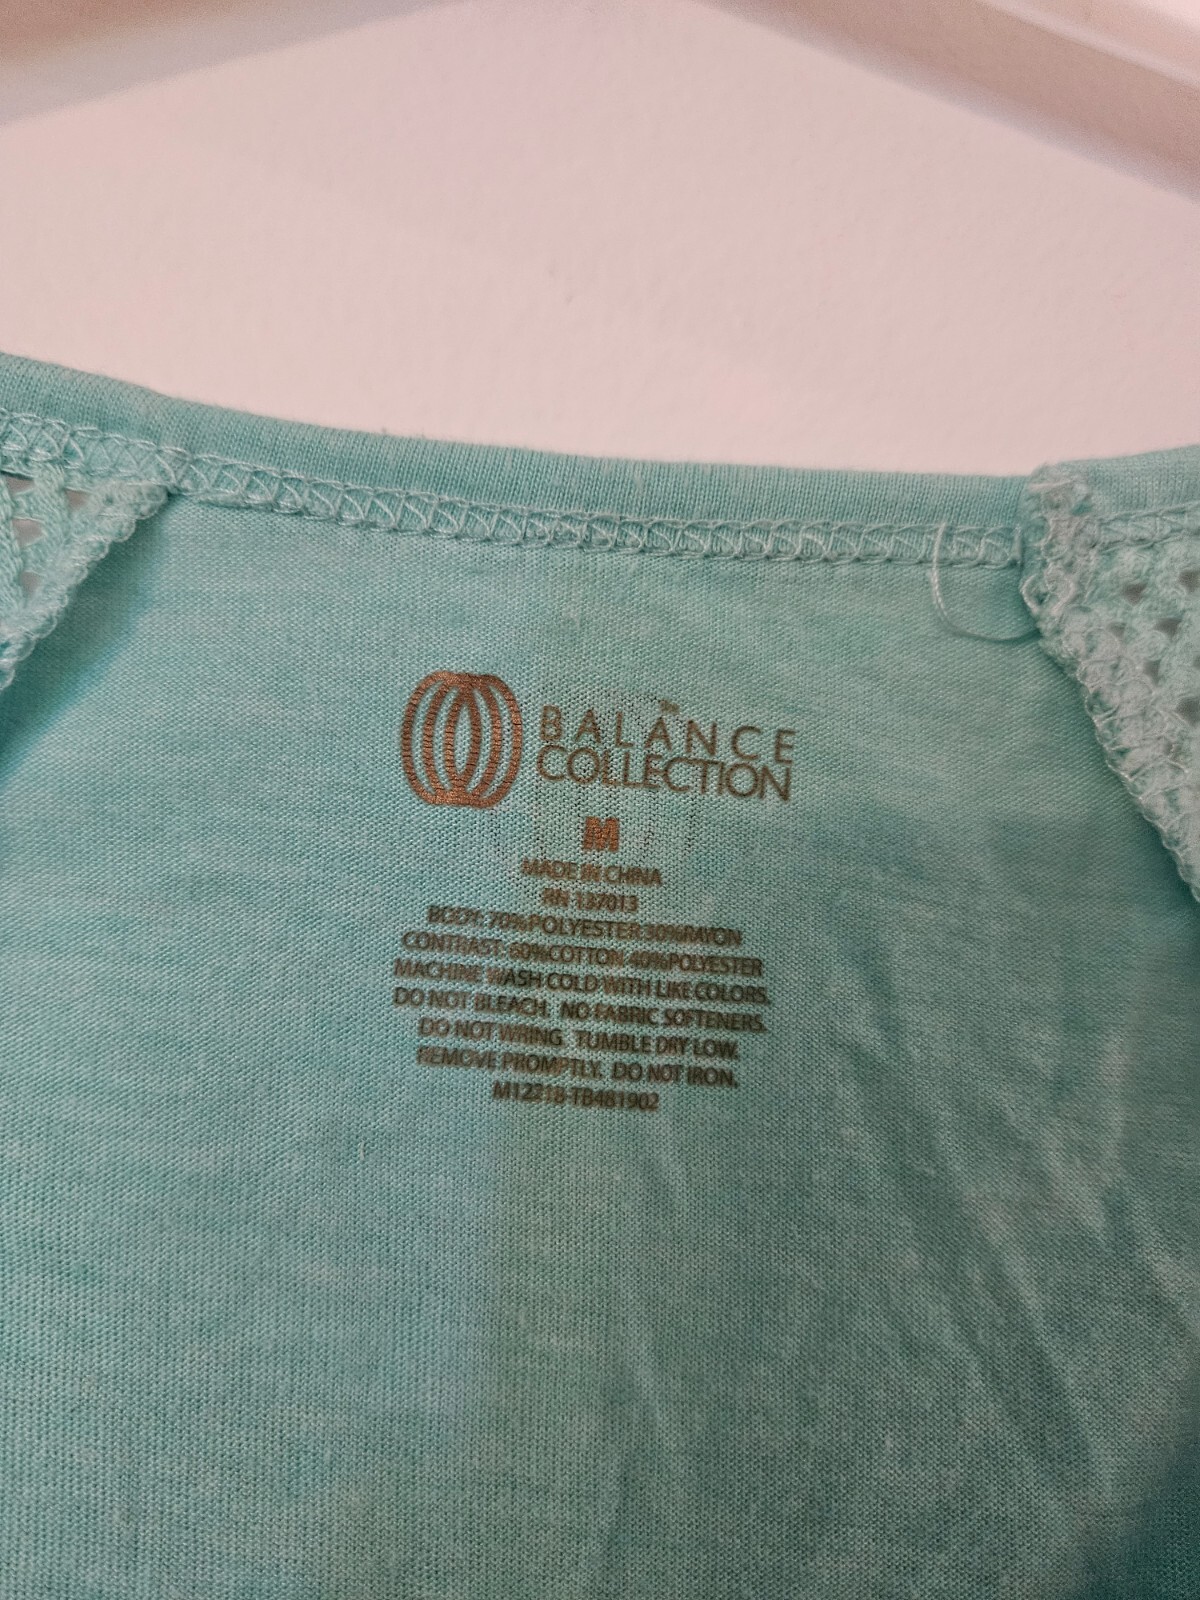 BALANCE
COLLECTION
M
MADE IN CHINA
RN 137013
BODY: 70%POLYESTER 30%RAYON
CONTRAST: 60%COTTON 40%POLYESTER
MACHINE WASH COLD WITH LIKE COLORS.
DO NOT BLEACH. NO FABRIC SOFTENERS.
DO NOT WRING. TUMBLE DRY LOW.
REMOVE PROMPTLY. DO NOT IRON.
M12218-TB481902